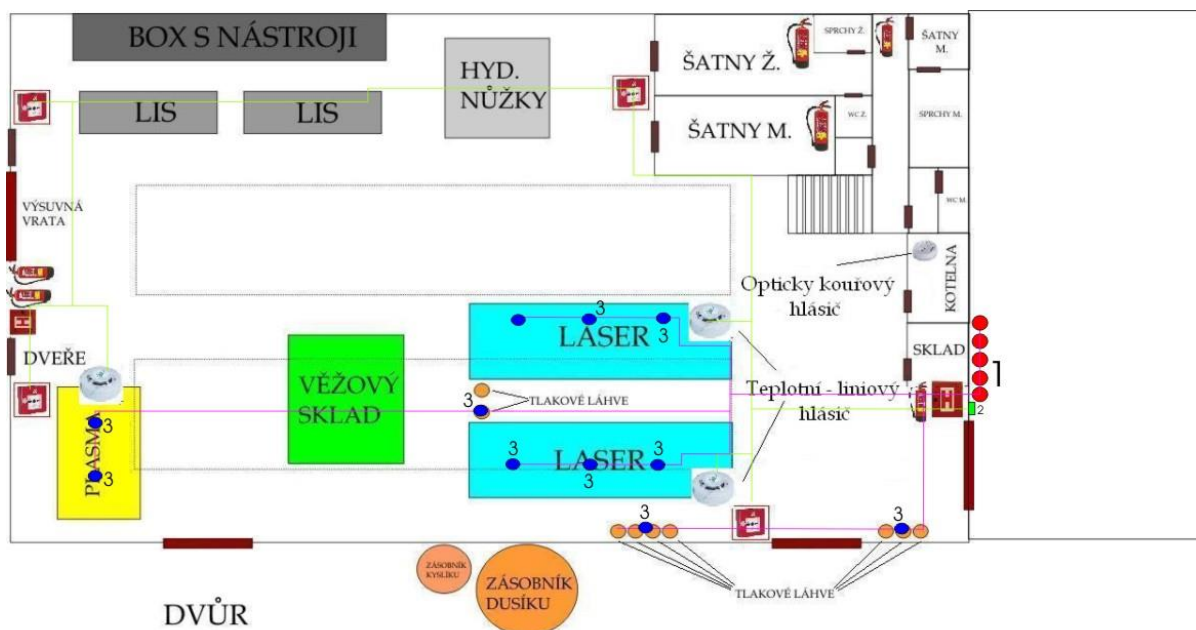 BOX S NÁSTROJI
LIS
LIS
HYD.
NŮŽKY
ŠATNY Ž.
SPRCHY Ž.
ŠATNY
M.
ŠATNY M.
WC Ž.
SPRCHY M.
WC M.
VÝSUVNÁ
VRATA
Opticky kouřový
hlásič
KOTELNA
3
3
LASER
DVEŘE
VĚŽOVÝ
SKLAD
SKLAD
1
Teplotní - liniový
hlásič
TLAKOVÉ LÁHVE
3
2
PLASMA
3
3
LASER
3
3
3
3
3
TLAKOVÉ LÁHVE
ZÁSOBNÍK
KYSLÍKU
ZÁSOBNÍK
DUSÍKU
DVŮR